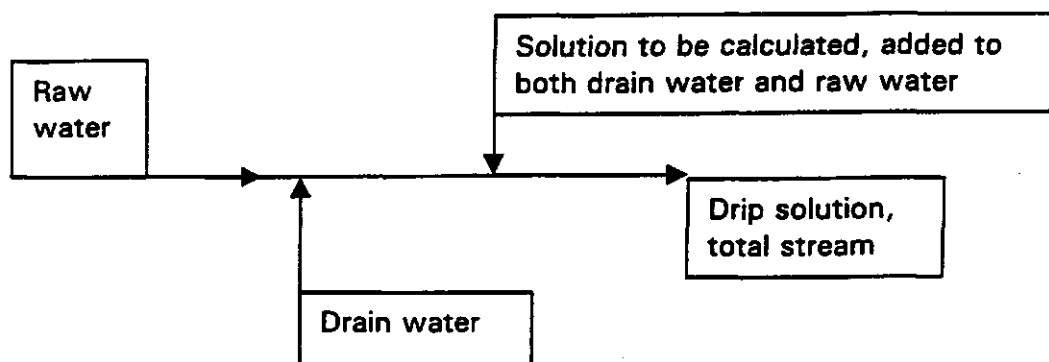 Solution to be calculated, added to
both drain water and raw water
Raw
water
Drip solution,
total stream
Drain water